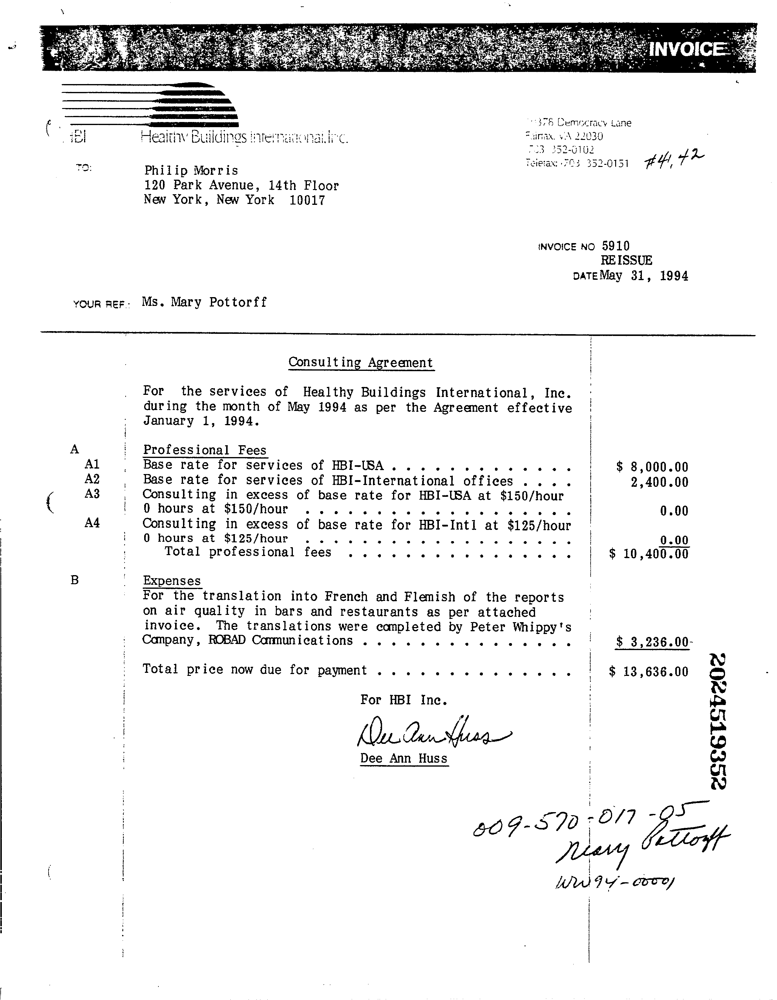 INVOICE
HBI Healthy Buildings International, Inc.
Democracy Lane
Fairfax, VA 22030
703 352-0102
Telefax: (703) 352-0151
#41, 42
TO:
Philip Morris
120 Park Avenue, 14th Floor
New York, New York 10017
INVOICE NO 5910
REISSUE
DATE May 31, 1994
YOUR REF.: Ms. Mary Pottorff
Consulting Agreement
For the services of Healthy Buildings International, Inc.
during the month of May 1994 as per the Agreement effective
January 1, 1994.
A Professional Fees
A1 Base rate for services of HBI-USA . . . . . . . . . . . . . $ 8,000.00
A2 Base rate for services of HBI-International offices . . . . 2,400.00
A3 Consulting in excess of base rate for HBI-USA at $150/hour
0 hours at $150/hour . . . . . . . . . . . . . . . . . . . 0.00
A4 Consulting in excess of base rate for HBI-Intl at $125/hour
0 hours at $125/hour . . . . . . . . . . . . . . . . . . . 0.00
Total professional fees . . . . . . . . . . . . . . . . $ 10,400.00
B Expenses
For the translation into French and Flemish of the reports
on air quality in bars and restaurants as per attached
invoice. The translations were completed by Peter Whippy's
Company, ROBAD Communications . . . . . . . . . . . . . . . $ 3,236.00
Total price now due for payment . . . . . . . . . . . . . . $ 13,636.00
For HBI Inc.
Dee Ann Huss
Dee Ann Huss
2024519352
009-570-017-05
Mary Pottorff
WW94-00001